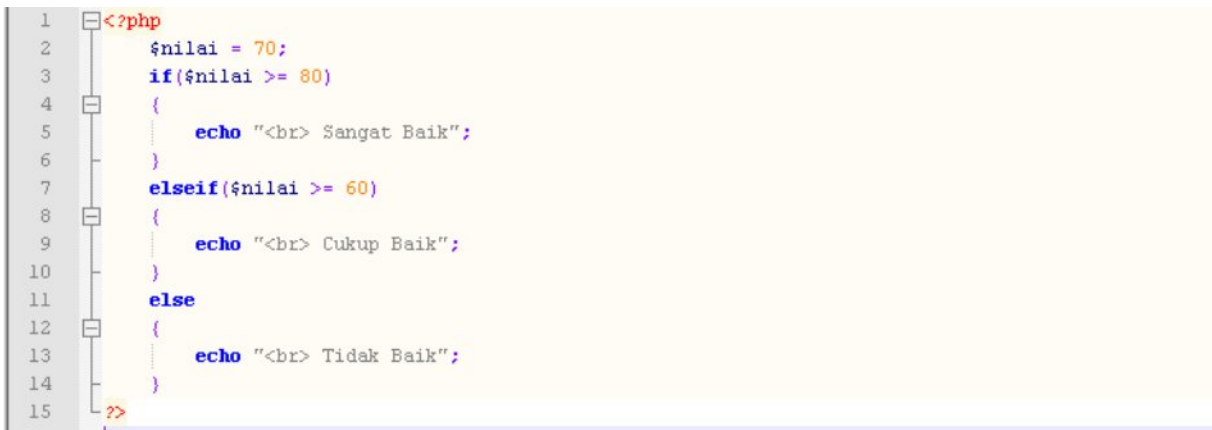 1 <?php
2 $nilai = 70;
3 if($nilai >= 80)
4 {
5 echo "<br> Sangat Baik";
6 }
7 elseif($nilai >= 60)
8 {
9 echo "<br> Cukup Baik";
10 }
11 else
12 {
13 echo "<br> Tidak Baik";
14 }
15 ?>